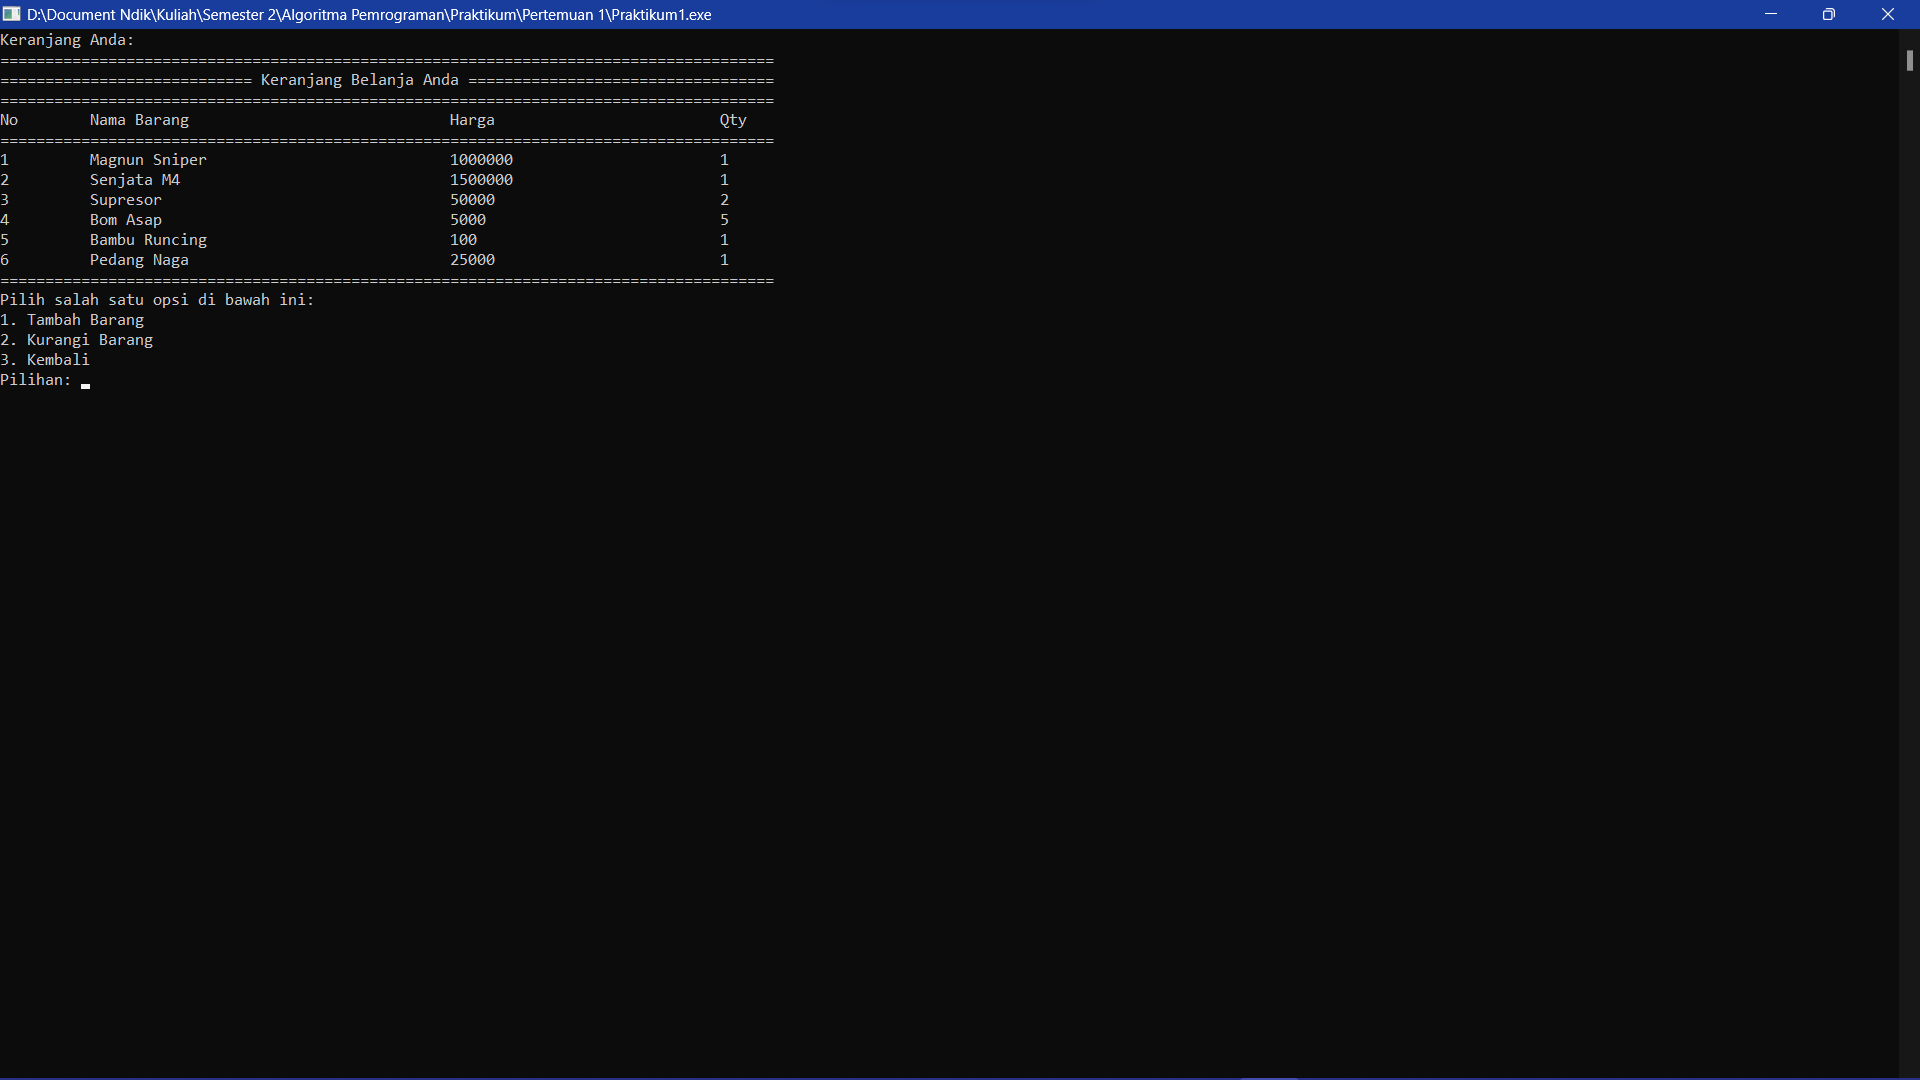 D:\Document Ndik\Kuliah\Semester 2\Algoritma Pemrograman\Praktikum\Pertemuan 1\Praktikum1.exe
Keranjang Anda:
======================================================================================
============================ Keranjang Belanja Anda ==================================
======================================================================================
No        Nama Barang                             Harga                         Qty
======================================================================================
1         Magnun Sniper                           1000000                       1
2         Senjata M4                              1500000                       1
3         Supresor                                50000                         2
4         Bom Asap                                5000                          5
5         Bambu Runcing                           100                           1
6         Pedang Naga                             25000                         1
======================================================================================
Pilih salah satu opsi di bawah ini:
1. Tambah Barang
2. Kurangi Barang
3. Kembali
Pilihan: